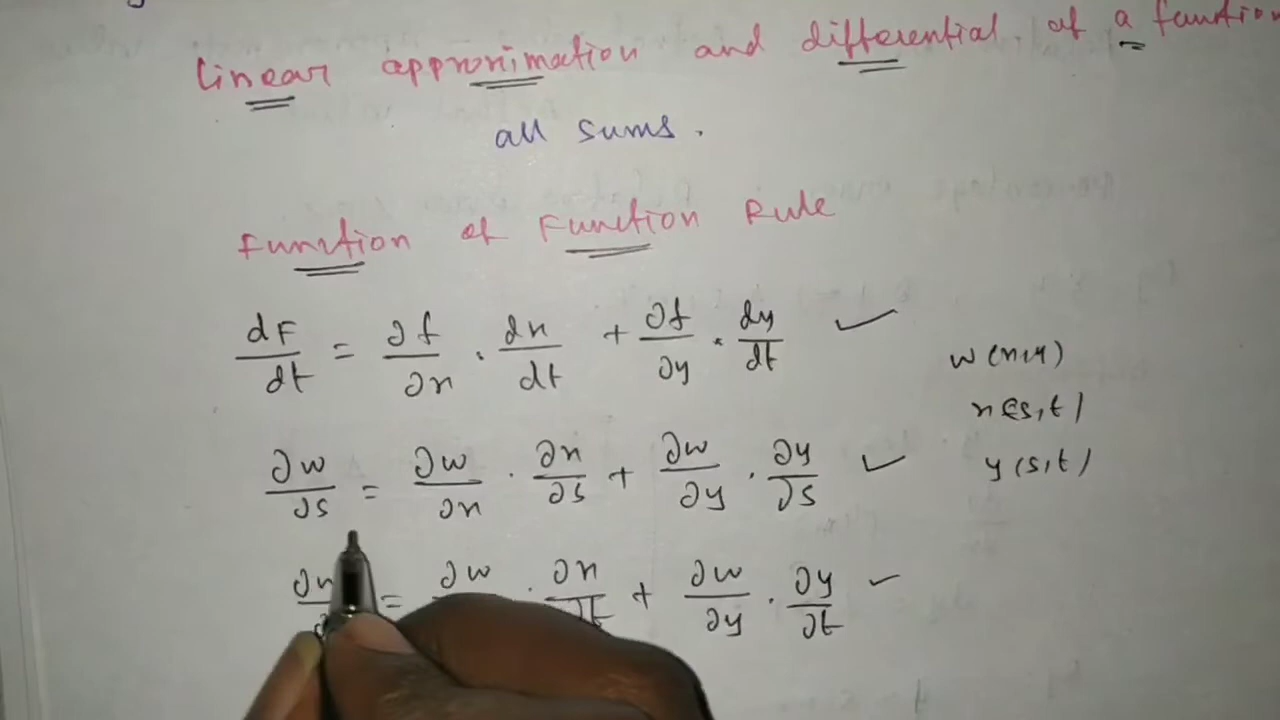 Linear approximation and differential of a function
all sums.
Function of Function Rule
dF/dt = ∂f/∂x . dx/dt + ∂f/∂y . dy/dt ✓
w(x,y)
x(s,t)
∂w/∂s = ∂w/∂x . ∂x/∂s + ∂w/∂y . ∂y/∂s ✓
y(s,t)
= ∂w . ∂x/∂t + ∂w/∂y . ∂y/∂t ✓